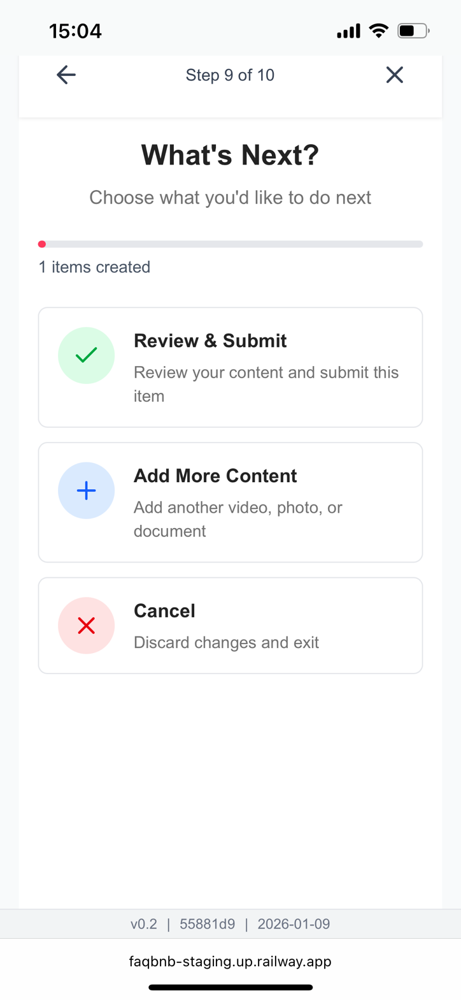 15:04
Step 9 of 10
What's Next?
Choose what you'd like to do next
1 items created
Review & Submit
Review your content and submit this
item
Add More Content
Add another video, photo, or
document
Cancel
Discard changes and exit
v0.2 | 55881d9 | 2026-01-09
faqbnb-staging.up.railway.app